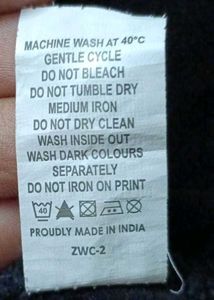 MACHINE WASH AT 40°C
GENTLE CYCLE
DO NOT BLEACH
DO NOT TUMBLE DRY
MEDIUM IRON
DO NOT DRY CLEAN
WASH INSIDE OUT
WASH DARK COLOURS
SEPARATELY
DO NOT IRON ON PRINT
40
PROUDLY MADE IN INDIA
ZWC-2